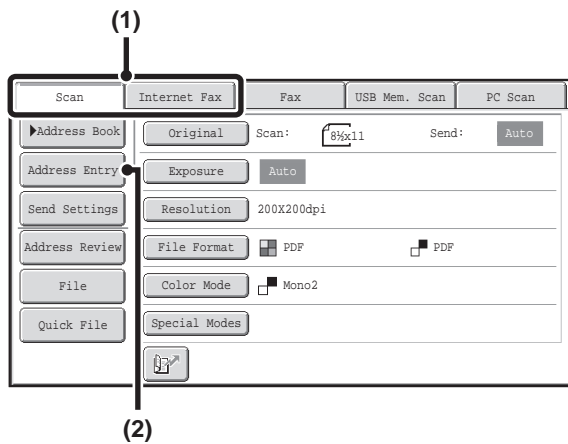 (1)
Scan Internet Fax Fax USB Mem. Scan PC Scan
▶Address Book Original Scan: 8½x11 Send: Auto
Address Entry Exposure Auto
Send Settings Resolution 200X200dpi
Address Review File Format PDF PDF
File Color Mode Mono2
Quick File Special Modes
(2)